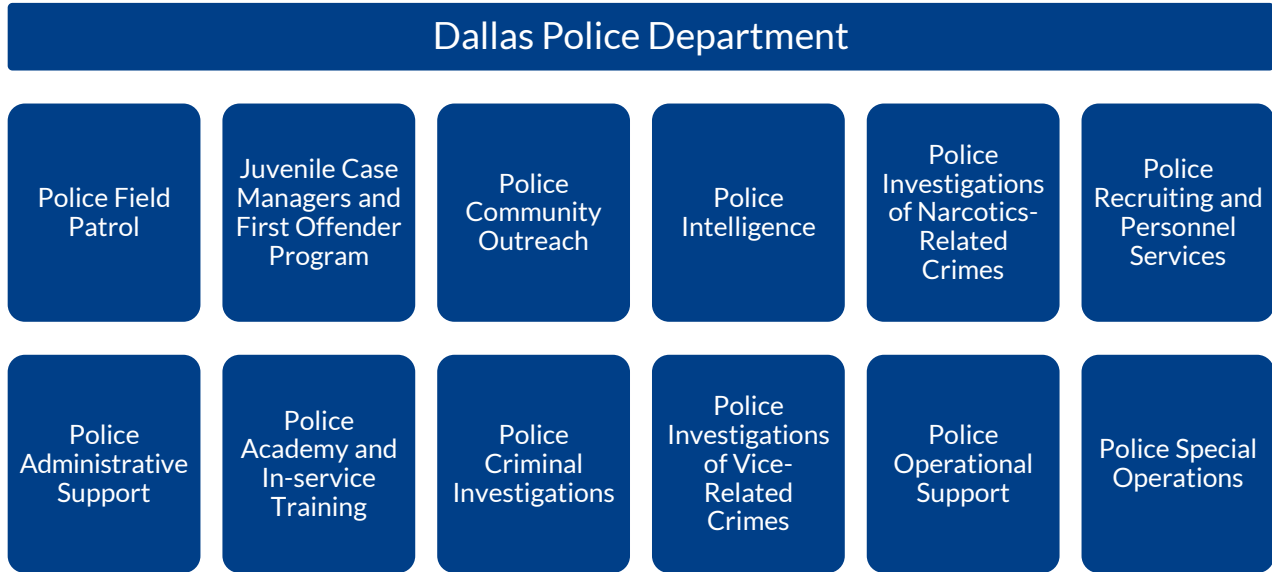 Dallas Police Department
Police Field
Patrol
Juvenile Case
Managers and
First Offender
Program
Police
Community
Outreach
Police
Intelligence
Police
Investigations
of Narcotics-
Related
Crimes
Police
Recruiting and
Personnel
Services
Police
Administrative
Support
Police
Academy and
In-service
Training
Police
Criminal
Investigations
Police
Investigations
of Vice-
Related
Crimes
Police
Operational
Support
Police Special
Operations